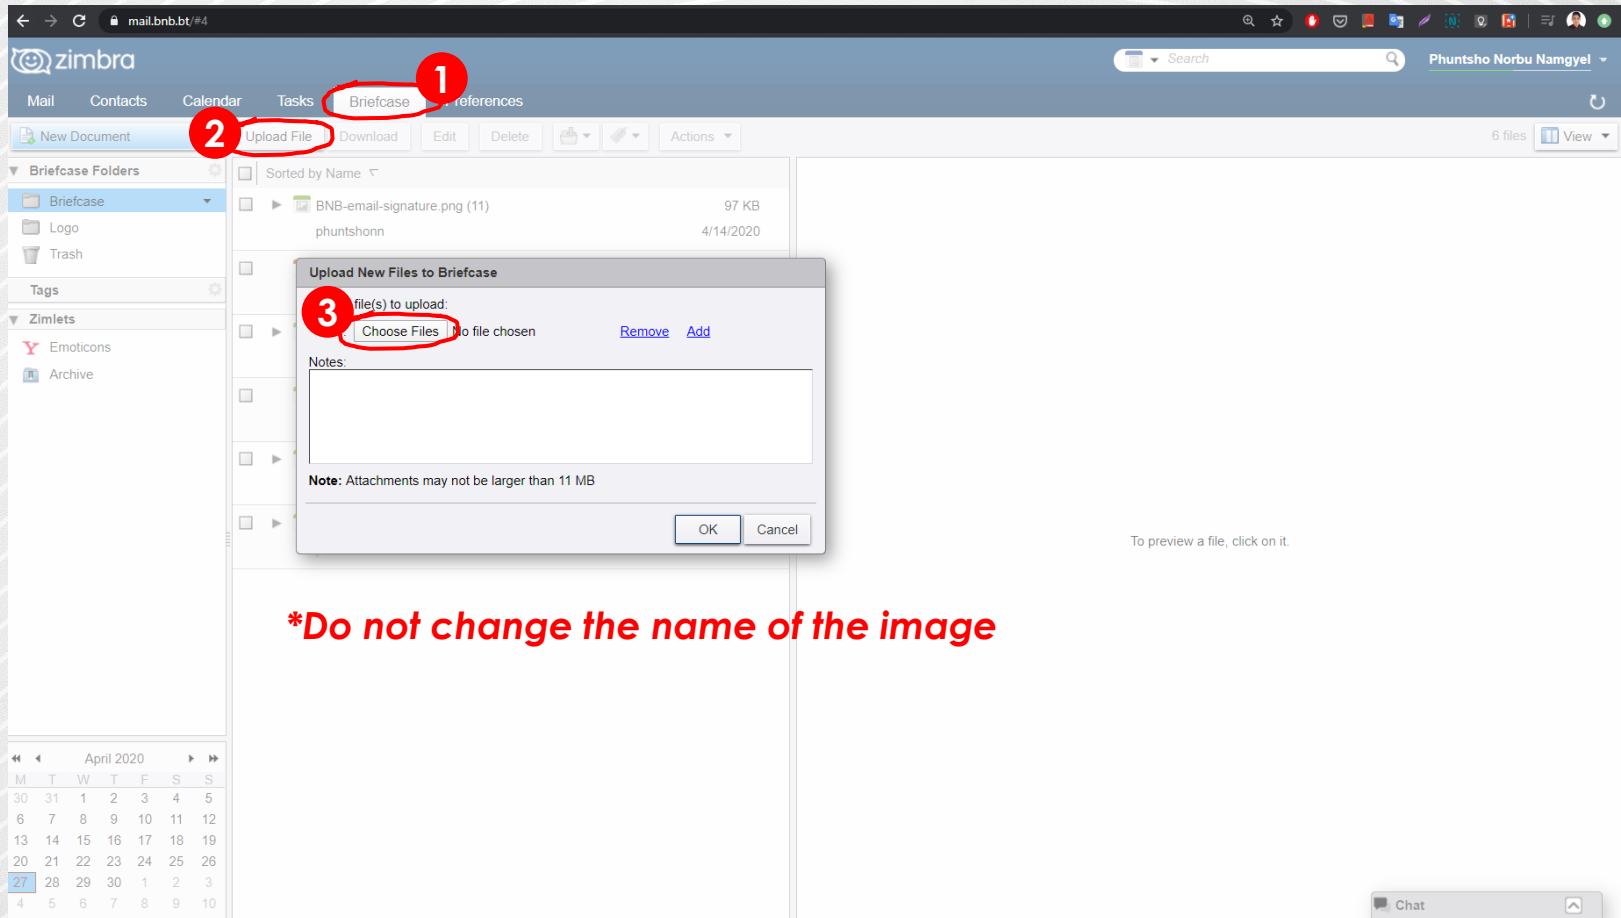 mail.bnb.bt/#4
zimbra
Search
Phuntsho Norbu Namgyel
1
Mail Contacts Calendar Tasks Briefcase references
New Document 2 Upload File Download Edit Delete Actions 6 files View
Briefcase Folders
Briefcase
Logo
Trash
Tags
Zimlets
Emoticons
Archive
Sorted by Name
BNB-email-signature.png (11) 97 KB
phuntshonn 4/14/2020
Upload New Files to Briefcase
file(s) to upload:
3 Choose Files No file chosen Remove Add
Notes:
Note: Attachments may not be larger than 11 MB
OK Cancel
To preview a file, click on it.
*Do not change the name of the image
April 2020
M T W T F S S
30 31 1 2 3 4 5
6 7 8 9 10 11 12
13 14 15 16 17 18 19
20 21 22 23 24 25 26
27 28 29 30 1 2 3
4 5 6 7 8 9 10
Chat